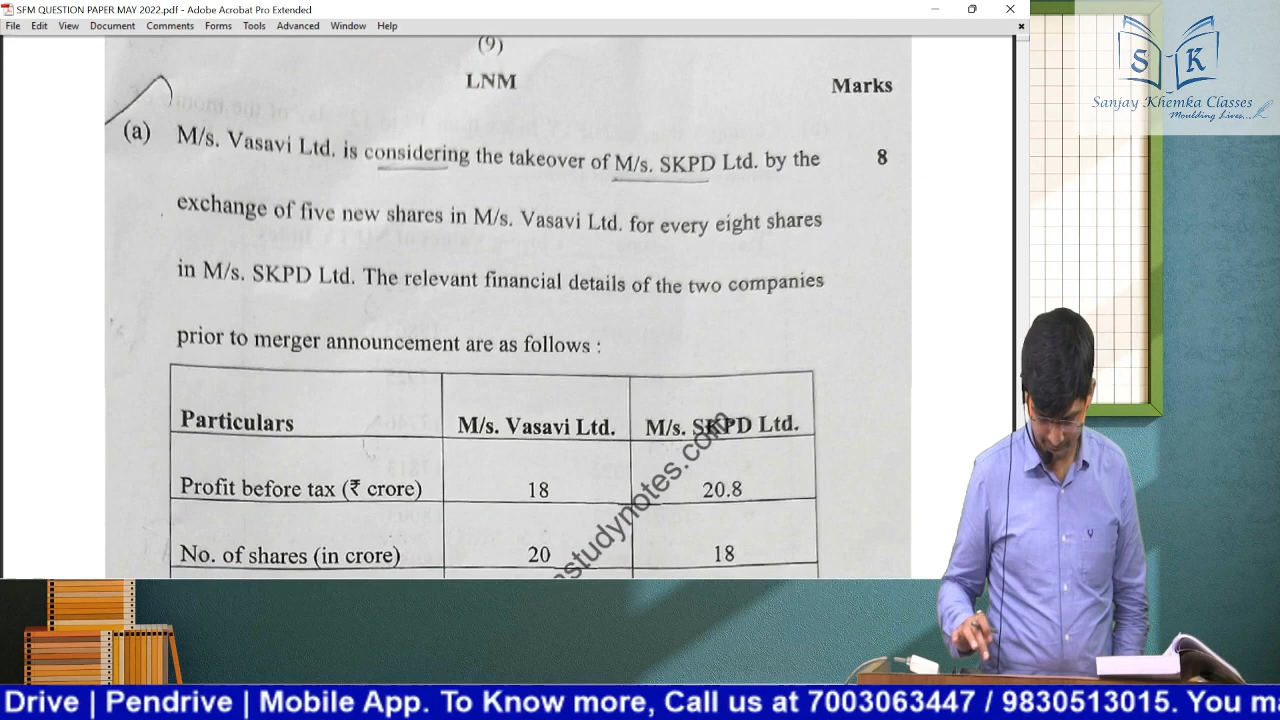 SFM QUESTION PAPER MAY 2022.pdf - Adobe Acrobat Pro Extended
File Edit View Document Comments Forms Tools Advanced Window Help
(9)
LNM
Marks
(a) M/s. Vasavi Ltd. is considering the takeover of M/s. SKPD Ltd. by the 8
exchange of five new shares in M/s. Vasavi Ltd. for every eight shares
in M/s. SKPD Ltd. The relevant financial details of the two companies
prior to merger announcement are as follows :
Particulars M/s. Vasavi Ltd. M/s. SKPD Ltd.
Profit before tax (₹ crore) 18 20.8
No. of shares (in crore) 20 18
studynotes.com
S K
Sanjay Khemka Classes
Moulding Lives...
Drive | Pendrive | Mobile App. To Know more, Call us at 7003063447 / 9830513015. You